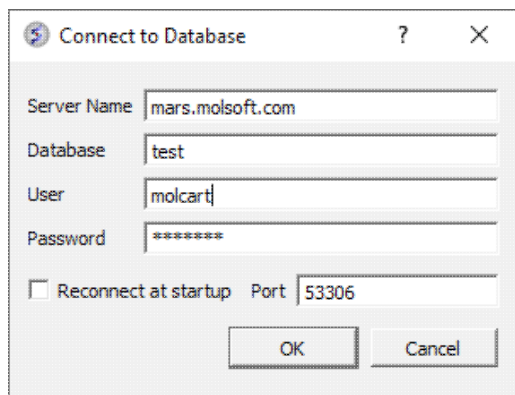 Connect to Database ?
Server Name mars.molsoft.com
Database test
User molcart
Password *******
Reconnect at startup Port 53306
OK Cancel